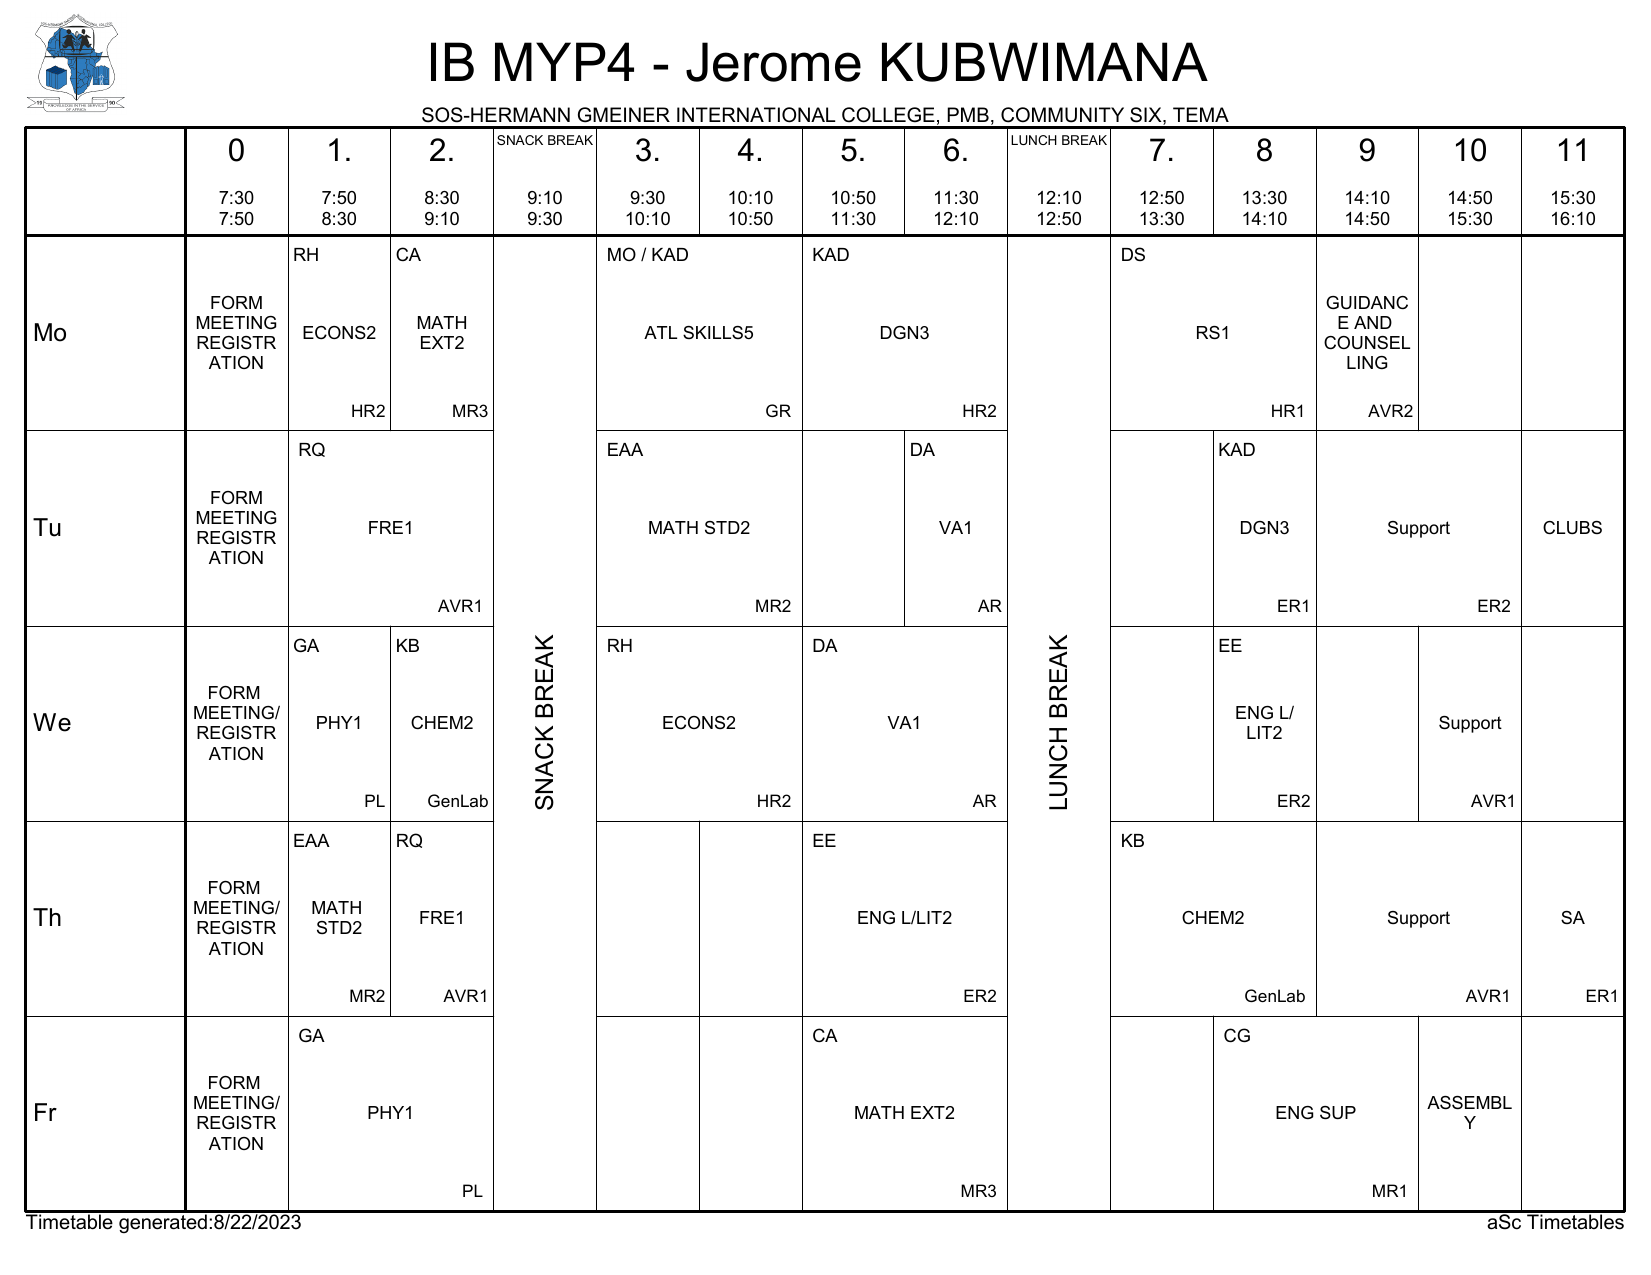 IB MYP4 - Jerome KUBWIMANA
SOS-HERMANN GMEINER INTERNATIONAL COLLEGE, PMB, COMMUNITY SIX, TEMA
KNOWLEDGE IN THE SERVICE
OF AFRICA
19 90
0 1. 2. SNACK BREAK 3. 4. 5. 6. LUNCH BREAK 7. 8 9 10 11
7:30 7:50 8:30 9:10 9:30 10:10 10:50 11:30 12:10 12:50 13:30 14:10 14:50 15:30
7:50 8:30 9:10 9:30 10:10 10:50 11:30 12:10 12:50 13:30 14:10 14:50 15:30 16:10
Mo
FORM
MEETING
REGISTR
ATION
RH
ECONS2
HR2
CA
MATH
EXT2
MR3
MO / KAD
ATL SKILLS5
GR
KAD
DGN3
HR2
DS
RS1
HR1
GUIDANC
E AND
COUNSEL
LING
AVR2
Tu
FORM
MEETING
REGISTR
ATION
RQ
FRE1
AVR1
EAA
MATH STD2
MR2
DA
VA1
AR
KAD
DGN3
ER1
Support
ER2
CLUBS
We
FORM
MEETING/
REGISTR
ATION
GA
PHY1
PL
KB
CHEM2
GenLab
SNACK BREAK
RH
ECONS2
HR2
DA
VA1
AR
LUNCH BREAK
EE
ENG L/
LIT2
ER2
Support
AVR1
Th
FORM
MEETING/
REGISTR
ATION
EAA
MATH
STD2
MR2
RQ
FRE1
AVR1
EE
ENG L/LIT2
ER2
KB
CHEM2
GenLab
Support
AVR1
SA
ER1
Fr
FORM
MEETING/
REGISTR
ATION
GA
PHY1
PL
CA
MATH EXT2
MR3
CG
ENG SUP
MR1
ASSEMBL
Y
Timetable generated:8/22/2023
aSc Timetables